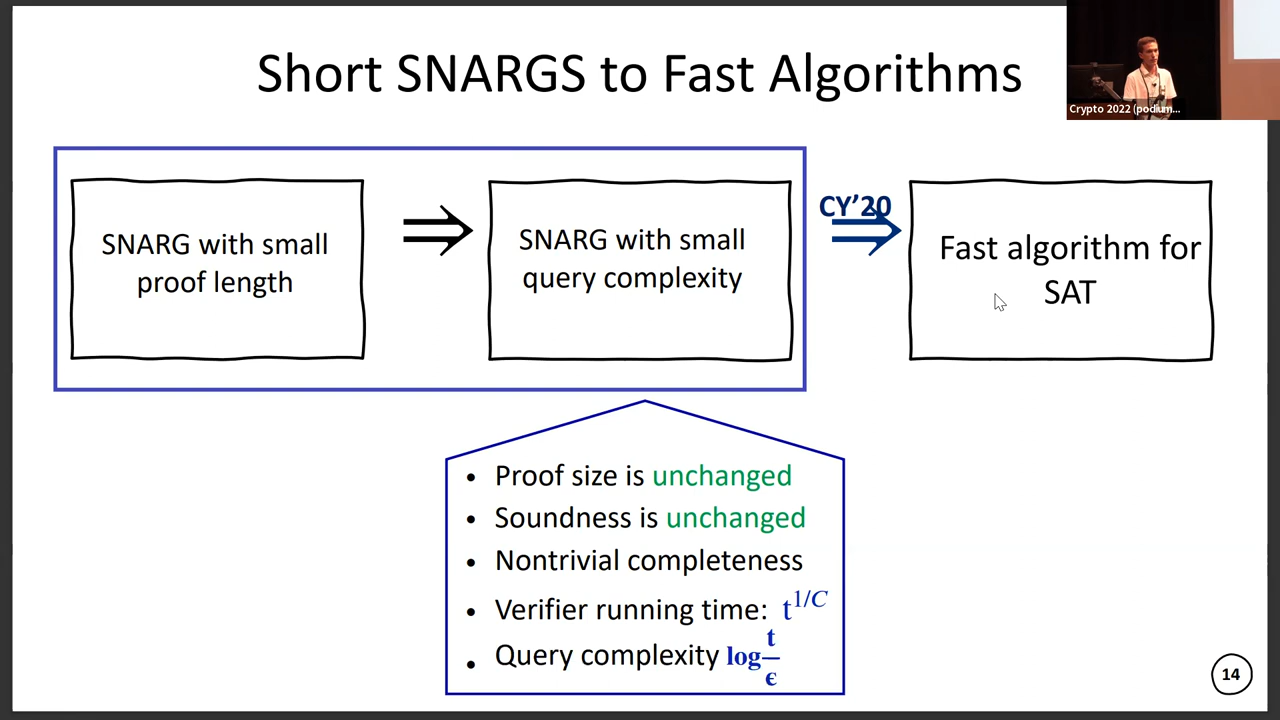 Short SNARGS to Fast Algorithms
Crypto 2022 (podium...
SNARG with small
proof length
SNARG with small
query complexity
CY'20
Fast algorithm for
SAT
• Proof size is unchanged
• Soundness is unchanged
• Nontrivial completeness
• Verifier running time: t^{1/C}
• Query complexity log t/ϵ
14